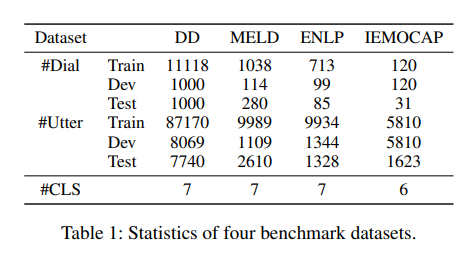 Dataset DD MELD ENLP IEMOCAP
#Dial Train 11118 1038 713 120
Dev 1000 114 99 120
Test 1000 280 85 31
#Utter Train 87170 9989 9934 5810
Dev 8069 1109 1344 5810
Test 7740 2610 1328 1623
#CLS 7 7 7 6
Table 1: Statistics of four benchmark datasets.